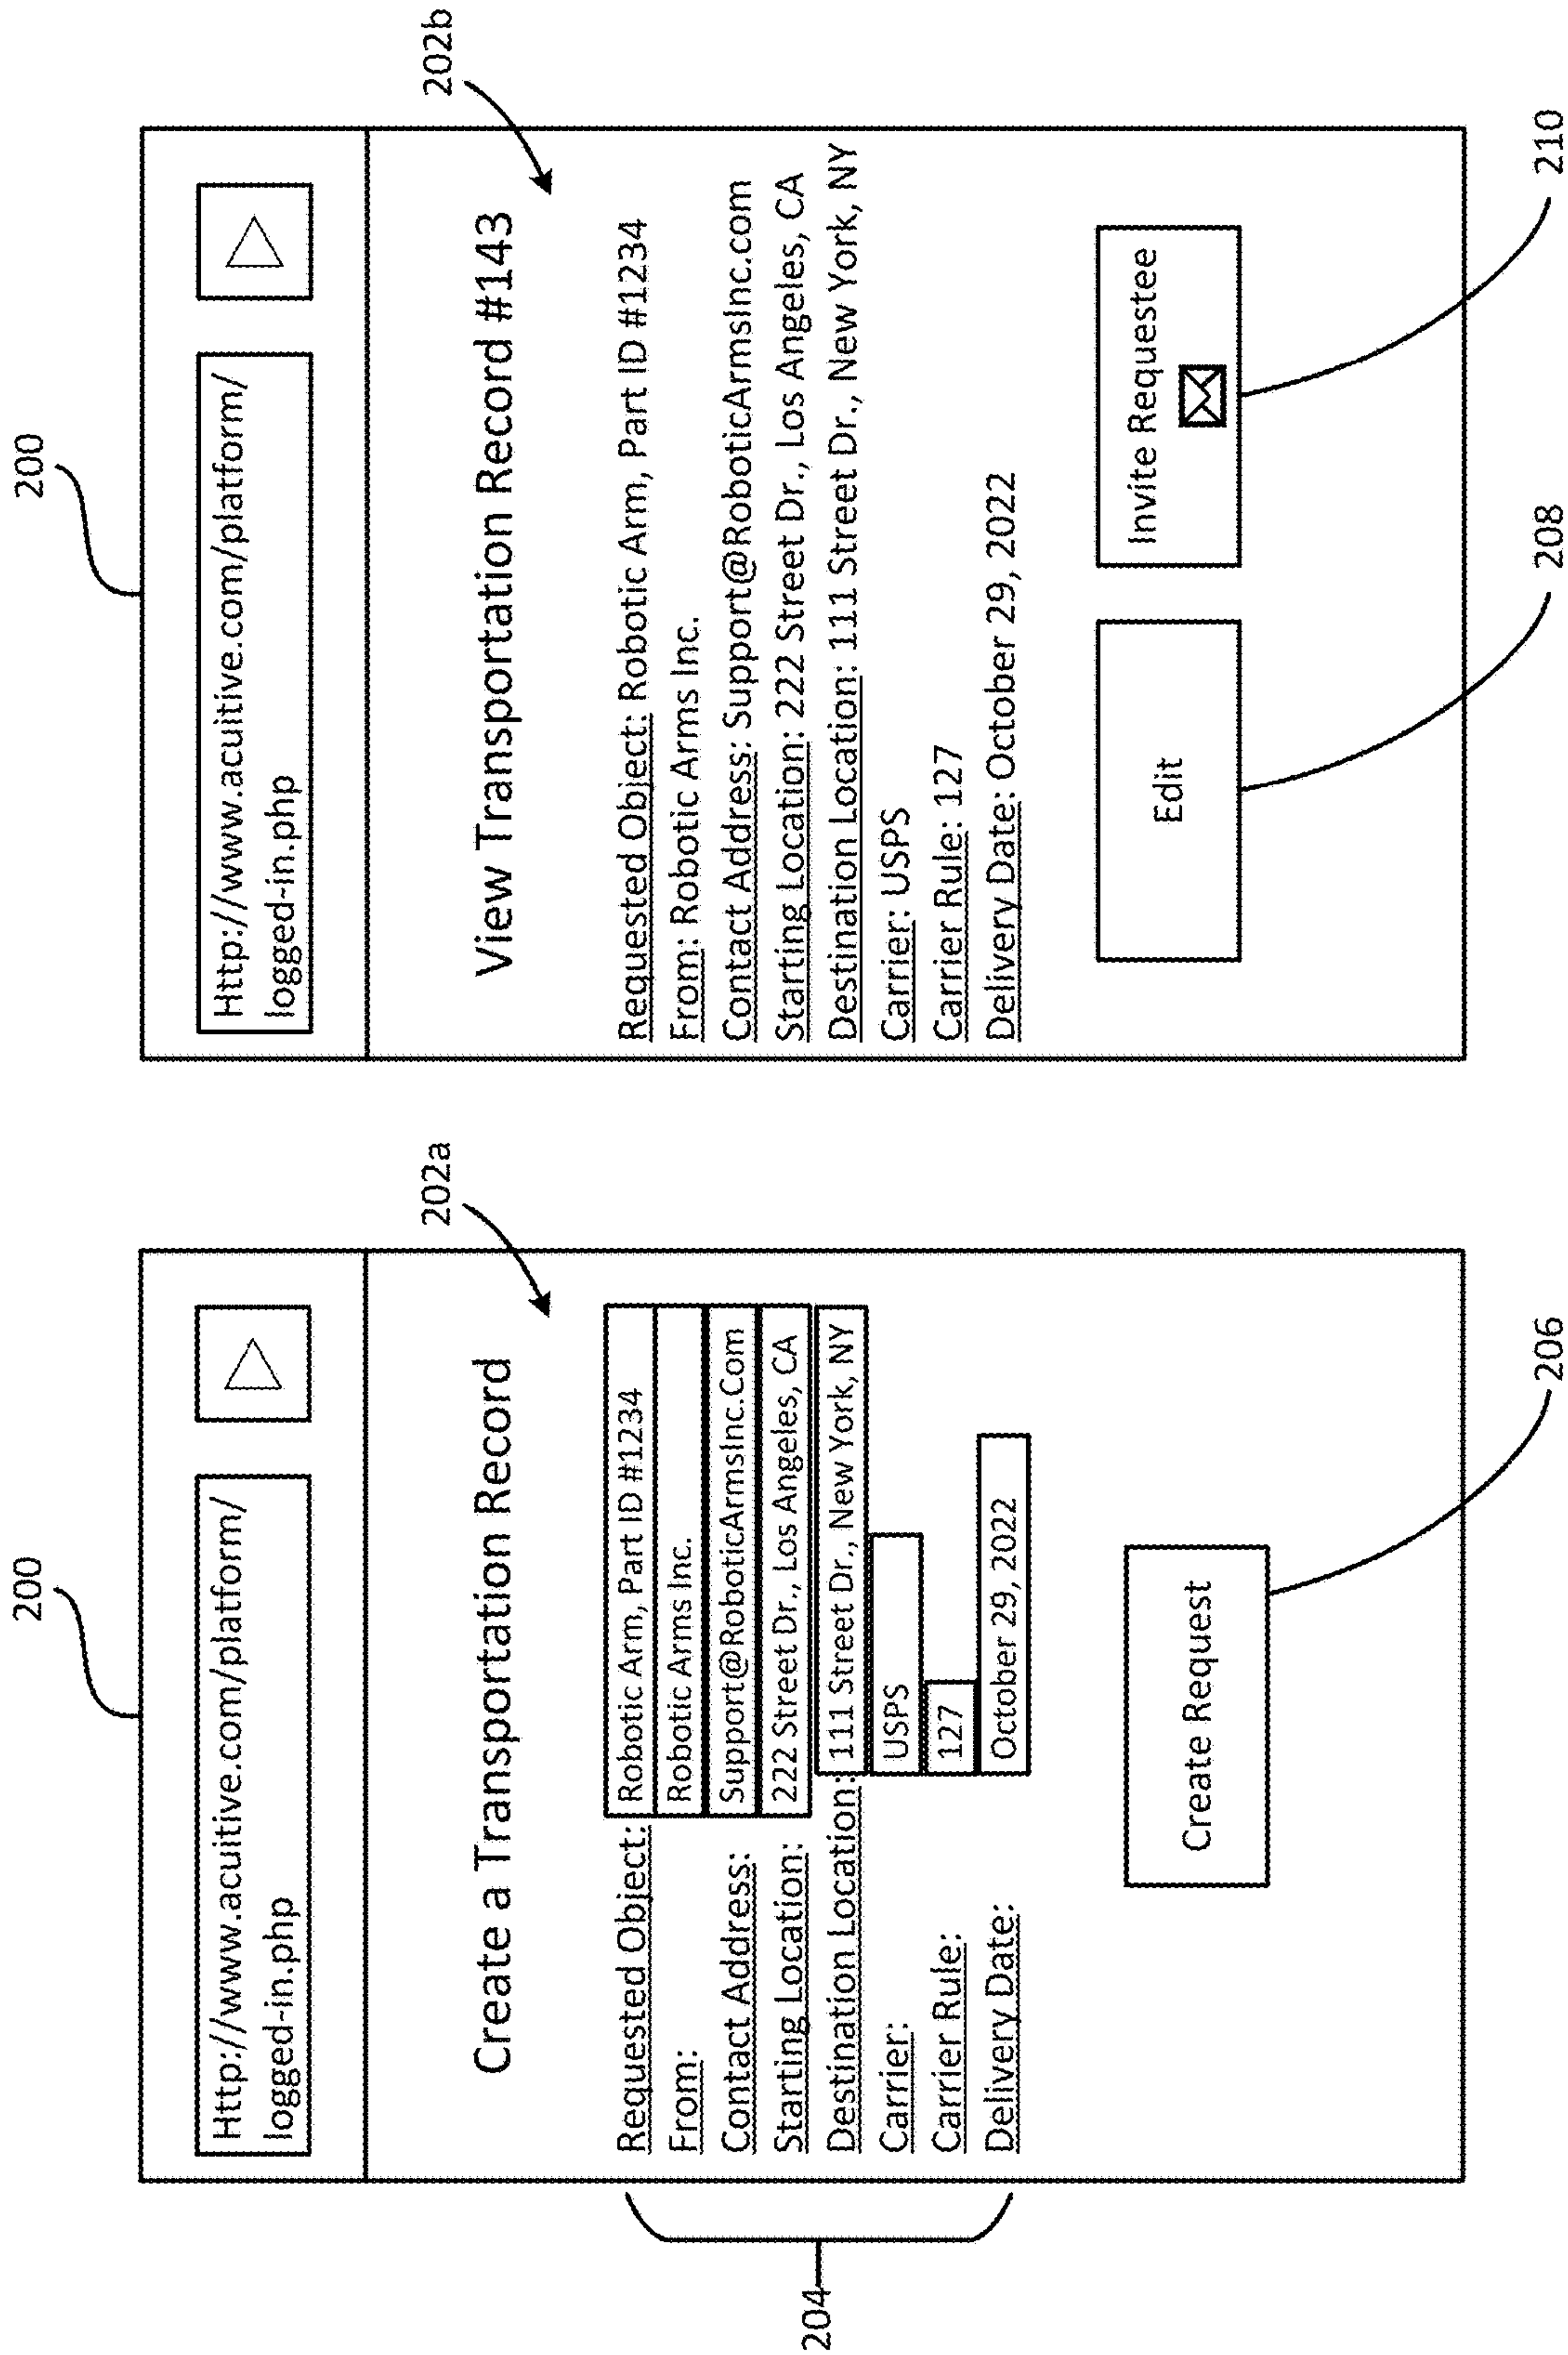 200
Http://www.acuitive.com/platform/
logged-in.php
202a
Create a Transportation Record
204
Requested Object: Robotic Arm, Part ID #1234
From: Robotic Arms Inc.
Contact Address: Support@RoboticArmsInc.Com
Starting Location: 222 Street Dr., Los Angeles, CA
Destination Location: 111 Street Dr., New York, NY
Carrier: USPS
Carrier Rule: 127
Delivery Date: October 29, 2022
Create Request
206
200
Http://www.acuitive.com/platform/
logged-in.php
202b
View Transportation Record #143
Requested Object: Robotic Arm, Part ID #1234
From: Robotic Arms Inc.
Contact Address: Support@RoboticArmsInc.com
Starting Location: 222 Street Dr., Los Angeles, CA
Destination Location: 111 Street Dr., New York, NY
Carrier: USPS
Carrier Rule: 127
Delivery Date: October 29, 2022
Edit
Invite Requestee
208
210